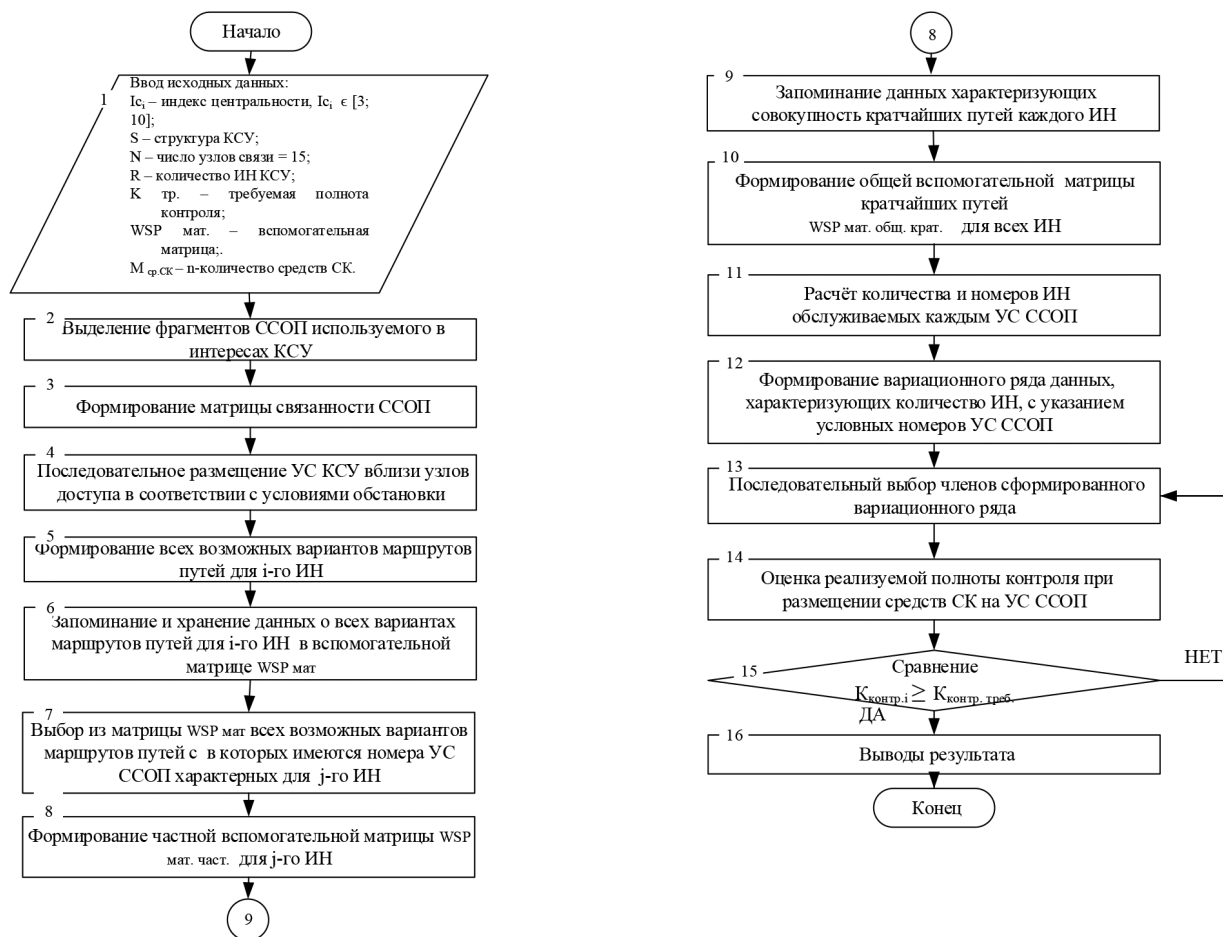 Начало
1
Ввод исходных данных:
Ic i – индекс центральности, Ic i є [3;
10];
S – структура КСУ;
N – число узлов связи = 15;
R – количество ИН КСУ;
K тр. – требуемая полнота
контроля;
WSP мат. – вспомогательная
матрица;.
M ср.СК – n-количество средств СК.
2
Выделение фрагментов ССОП используемого в
интересах КСУ
3
Формирование матрицы связанности ССОП
4
Последовательное размещение УС КСУ вблизи узлов
доступа в соответствии с условиями обстановки
5
Формирование всех возможных вариантов маршрутов
путей для i-го ИН
6
Запоминание и хранение данных о всех вариантах
маршрутов путей для i-го ИН в вспомогательной
матрице WSP мат
7
Выбор из матрицы WSP мат всех возможных вариантов
маршрутов путей с в которых имеются номера УС
ССОП характерных для j-го ИН
8
Формирование частной вспомогательной матрицы WSP
мат. част. для j-го ИН
9
8
9
Запоминание данных характеризующих
совокупность кратчайших путей каждого ИН
10
Формирование общей вспомогательной матрицы
кратчайших путей
WSP мат. общ. крат. для всех ИН
11
Расчёт количества и номеров ИН
обслуживаемых каждым УС ССОП
12
Формирование вариационного ряда данных,
характеризующих количество ИН, с указанием
условных номеров УС ССОП
13
Последовательный выбор членов сформированного
вариационного ряда
14
Оценка реализуемой полноты контроля при
размещении средств СК на УС ССОП
15
Сравнение
К контр.i ≥ К контр. треб.
НЕТ
ДА
16
Выводы результата
Конец